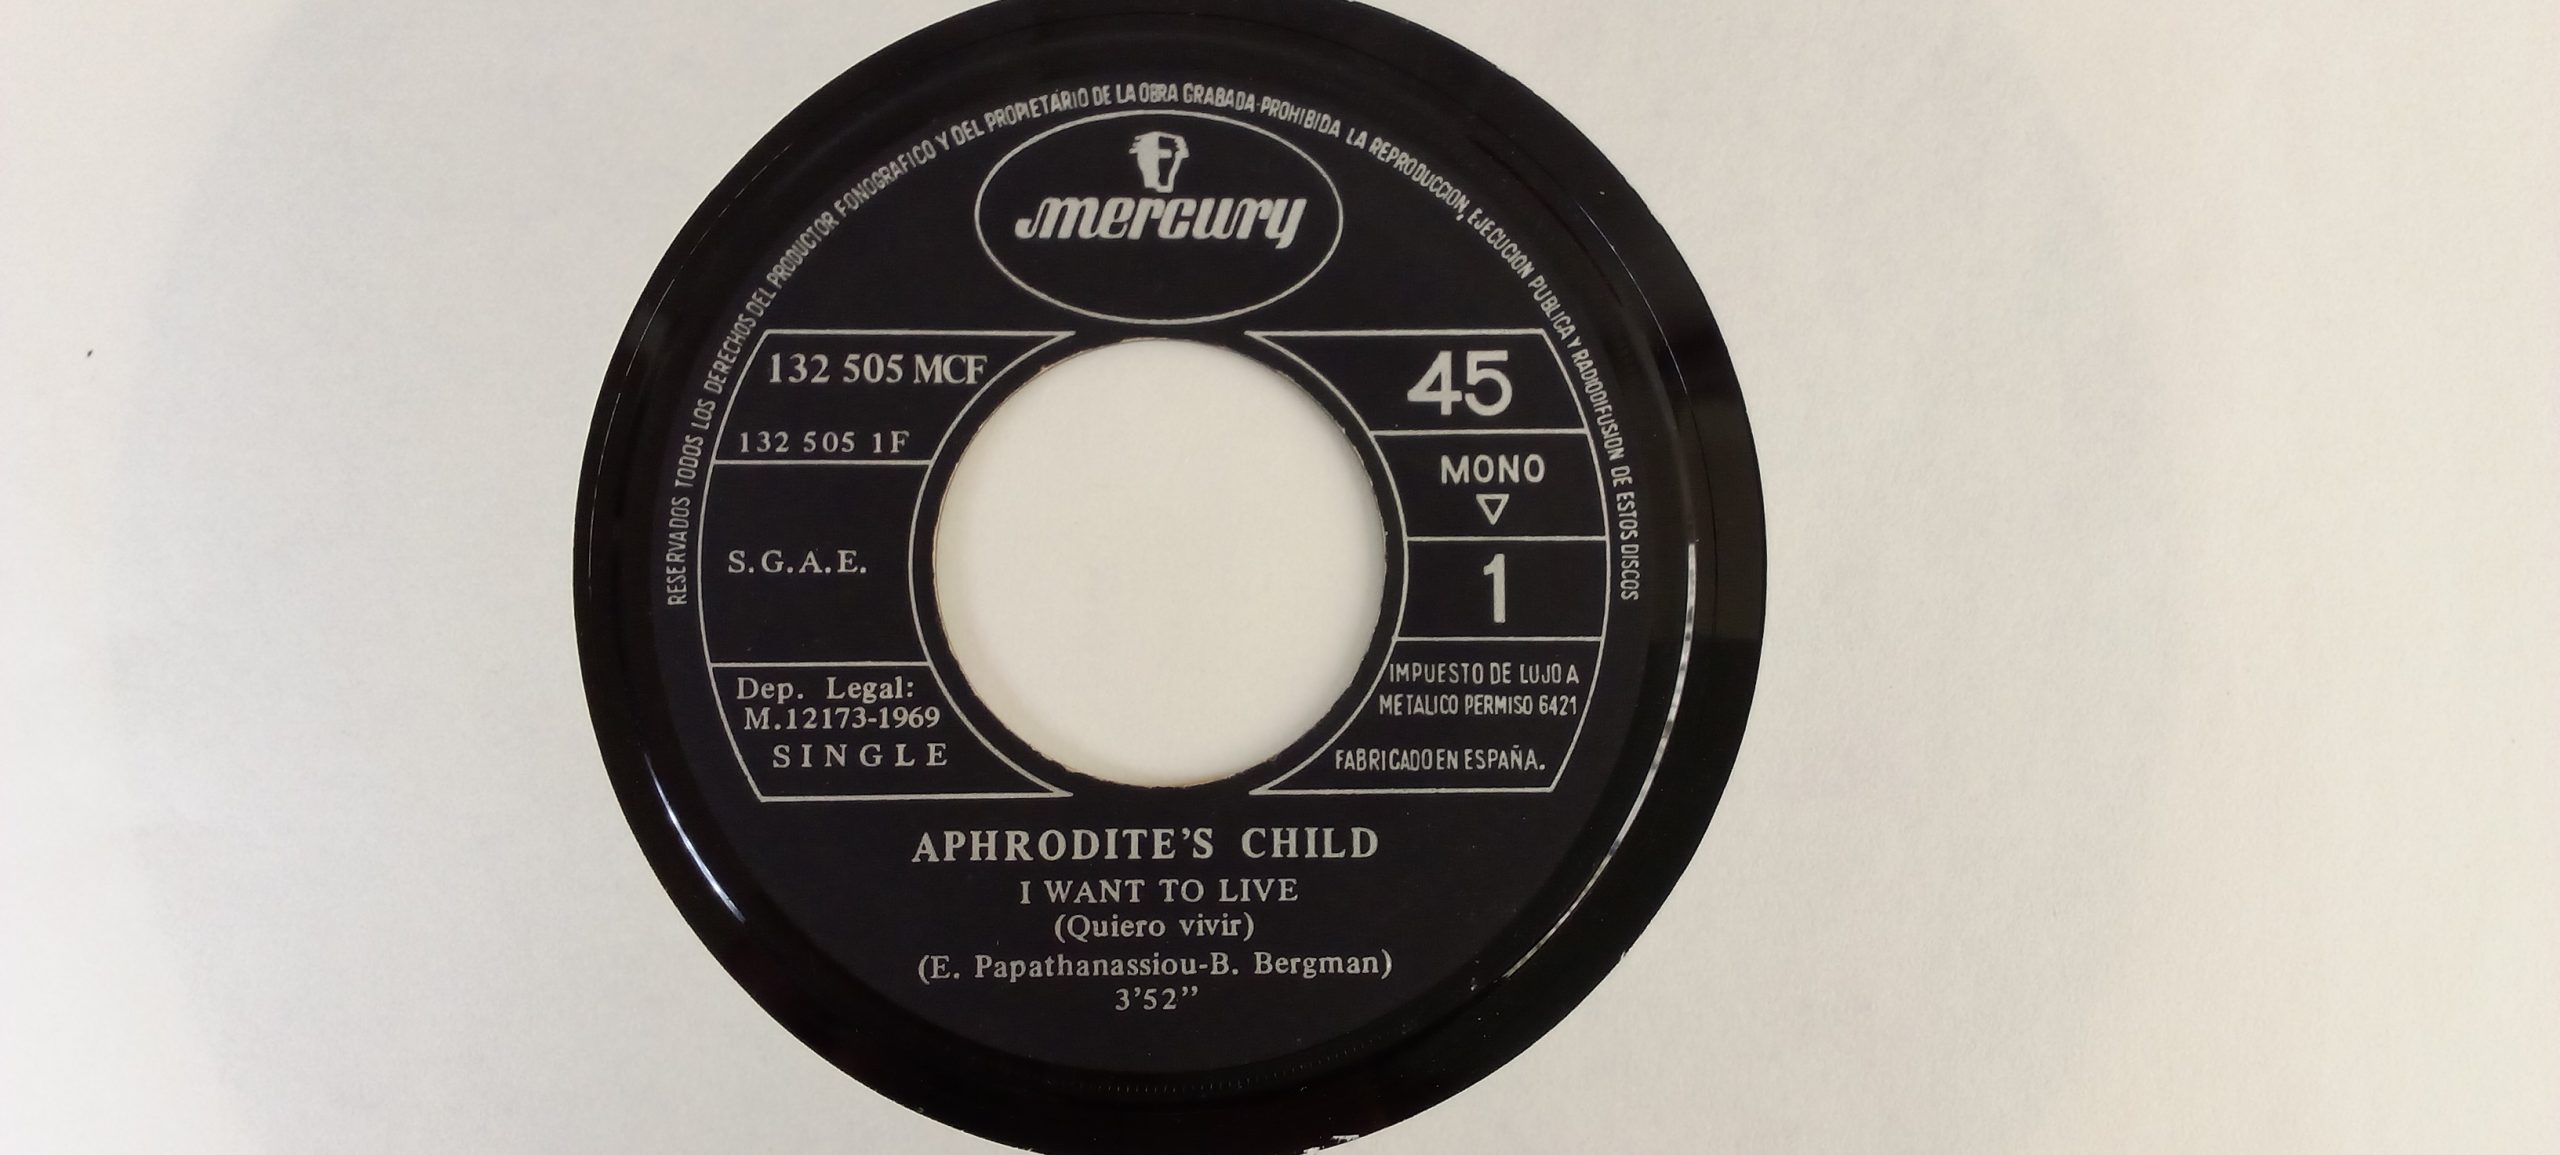 RESERVADOS TODOS LOS DERECHOS DEL PRODUCTOR FONOGRAFICO Y DEL PROPIETARIO DE LA OBRA GRABADA-PROHIBIDA LA REPRODUCCION, EJECUCION PUBLICA Y RADIODIFUSION DE ESTOS DISCOS
mercury
132 505 MCF
132 505 1F
S.G.A.E.
Dep. Legal:
M.12173-1969
SINGLE
45
MONO
1
IMPUESTO DE LUJO A
METALICO PERMISO 6421
FABRICADO EN ESPAÑA.
APHRODITE'S CHILD
I WANT TO LIVE
(Quiero vivir)
(E. Papathanassiou-B. Bergman)
3'52"